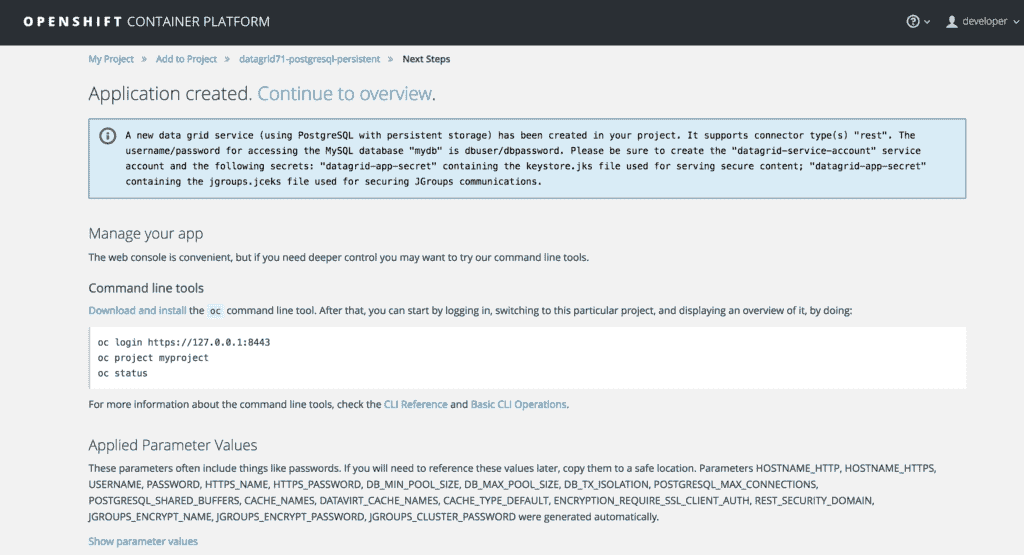 OPENSHIFT CONTAINER PLATFORM
developer
My Project » Add to Project » datagrid71-postgresql-persistent » Next Steps
Application created. Continue to overview.
A new data grid service (using PostgreSQL with persistent storage) has been created in your project. It supports connector type(s) "rest". The
username/password for accessing the MySQL database "mydb" is dbuser/dbpassword. Please be sure to create the "datagrid-service-account" service
account and the following secrets: "datagrid-app-secret" containing the keystore.jks file used for serving secure content; "datagrid-app-secret"
containing the jgroups.jceks file used for securing JGroups communications.
Manage your app
The web console is convenient, but if you need deeper control you may want to try our command line tools.
Command line tools
Download and install the oc command line tool. After that, you can start by logging in, switching to this particular project, and displaying an overview of it, by doing:
oc login https://127.0.0.1:8443
oc project myproject
oc status
For more information about the command line tools, check the CLI Reference and Basic CLI Operations.
Applied Parameter Values
These parameters often include things like passwords. If you will need to reference these values later, copy them to a safe location. Parameters HOSTNAME_HTTP, HOSTNAME_HTTPS,
USERNAME, PASSWORD, HTTPS_NAME, HTTPS_PASSWORD, DB_MIN_POOL_SIZE, DB_MAX_POOL_SIZE, DB_TX_ISOLATION, POSTGRESQL_MAX_CONNECTIONS,
POSTGRESQL_SHARED_BUFFERS, CACHE_NAMES, DATAVIRT_CACHE_NAMES, CACHE_TYPE_DEFAULT, ENCRYPTION_REQUIRE_SSL_CLIENT_AUTH, REST_SECURITY_DOMAIN,
JGROUPS_ENCRYPT_NAME, JGROUPS_ENCRYPT_PASSWORD, JGROUPS_CLUSTER_PASSWORD were generated automatically.
Show parameter values